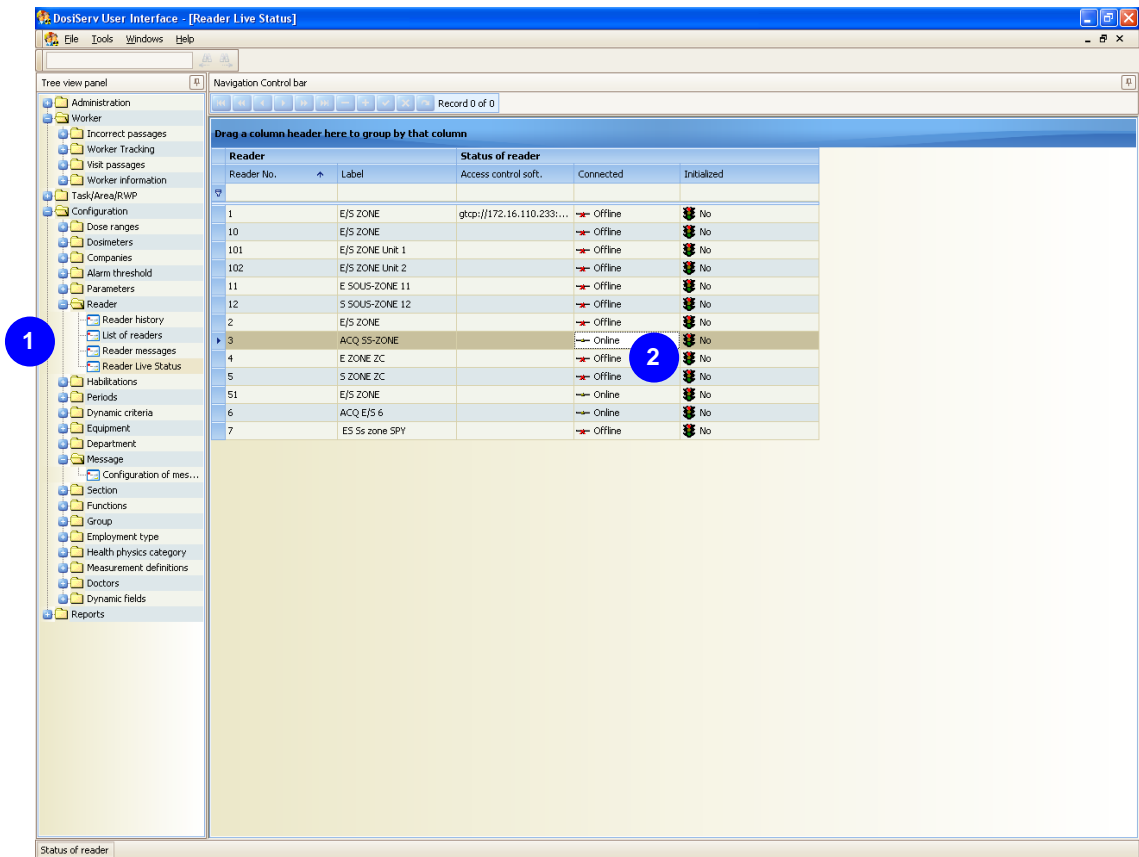 DosiServ User Interface - [Reader Live Status]
File Tools Windows Help
Tree view panel
Administration
Worker
Incorrect passages
Worker Tracking
Visit passages
Worker information
Task/Area/RWP
Configuration
Dose ranges
Dosimeters
Companies
Alarm threshold
Parameters
Reader
Reader history
List of readers
Reader messages
Reader Live Status
Habilitations
Periods
Dynamic criteria
Equipment
Department
Message
Configuration of mes...
Section
Functions
Group
Employment type
Health physics category
Measurement definitions
Doctors
Dynamic fields
Reports
1
Navigation Control bar
Record 0 of 0
Drag a column header here to group by that column
Reader Status of reader
Reader No. Label Access control soft. Connected Initialized
1 E/S ZONE gtcp://172.16.110.233:... Offline No
10 E/S ZONE Offline No
101 E/S ZONE Unit 1 Offline No
102 E/S ZONE Unit 2 Offline No
11 E SOUS-ZONE 11 Offline No
12 S SOUS-ZONE 12 Offline No
2 E/S ZONE Offline No
3 ACQ SS-ZONE Online No
4 E ZONE ZC Offline No
5 S ZONE ZC Offline No
51 E/S ZONE Online No
6 ACQ E/S 6 Online No
7 ES Ss zone SPY Offline No
2
Status of reader